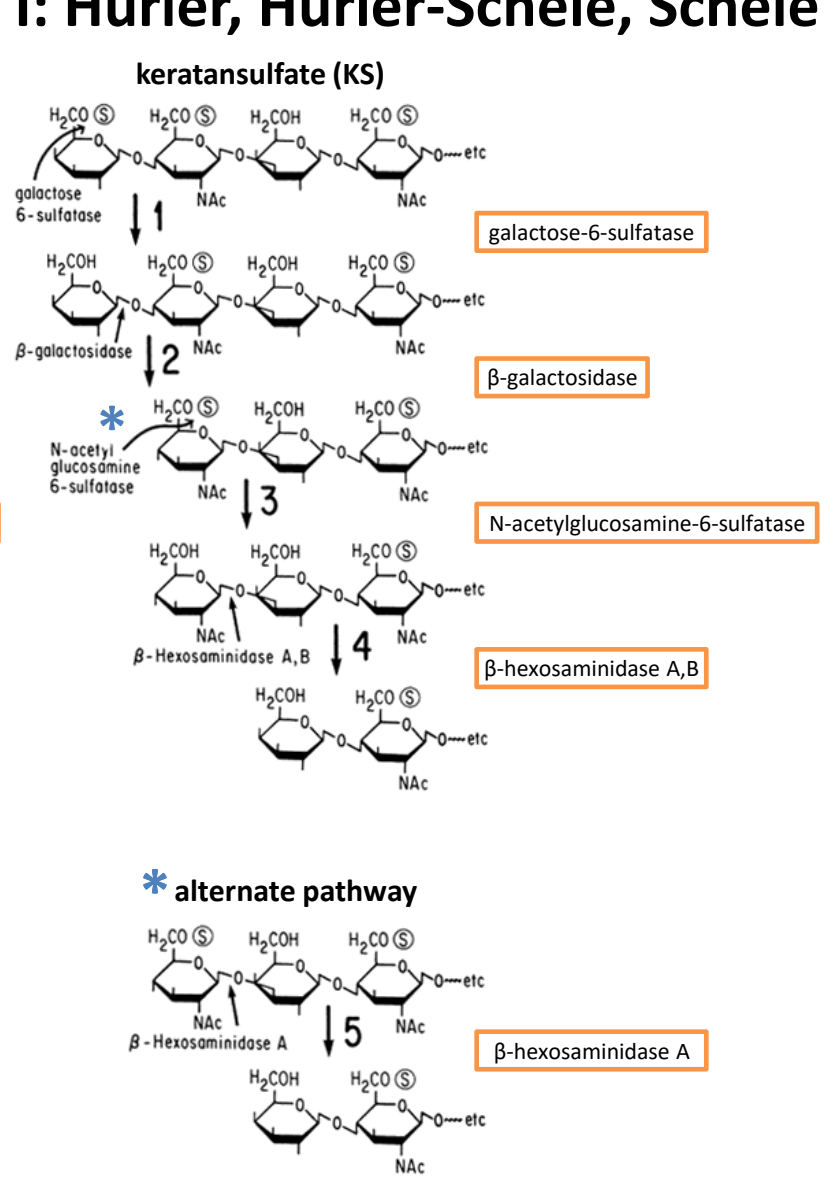 I: Hurler, Hurler-Scheie, Scheie
keratansulfate (KS)
H2CO Ⓢ H2CO Ⓢ H2COH H2CO Ⓢ
O O O O
O O O O etc
galactose
6-sulfatase
NAc NAc
1
galactose-6-sulfatase
H2COH H2CO Ⓢ H2COH H2CO Ⓢ
O O O O
O O O O etc
β-galactosidase
2
NAc NAc
β-galactosidase
*
H2CO Ⓢ H2COH H2CO Ⓢ
O O O
O O O etc
N-acetyl
glucosamine
6-sulfatase
NAc NAc
3
N-acetylglucosamine-6-sulfatase
H2COH H2COH H2CO Ⓢ
O O O
O O O etc
NAc NAc
β-Hexosaminidase A,B
4
β-hexosaminidase A,B
H2COH H2CO Ⓢ
O O
O O etc
NAc
* alternate pathway
H2CO Ⓢ H2COH H2CO Ⓢ
O O O
O O O etc
NAc NAc
β-Hexosaminidase A
5
β-hexosaminidase A
H2COH H2CO Ⓢ
O O
O O etc
NAc